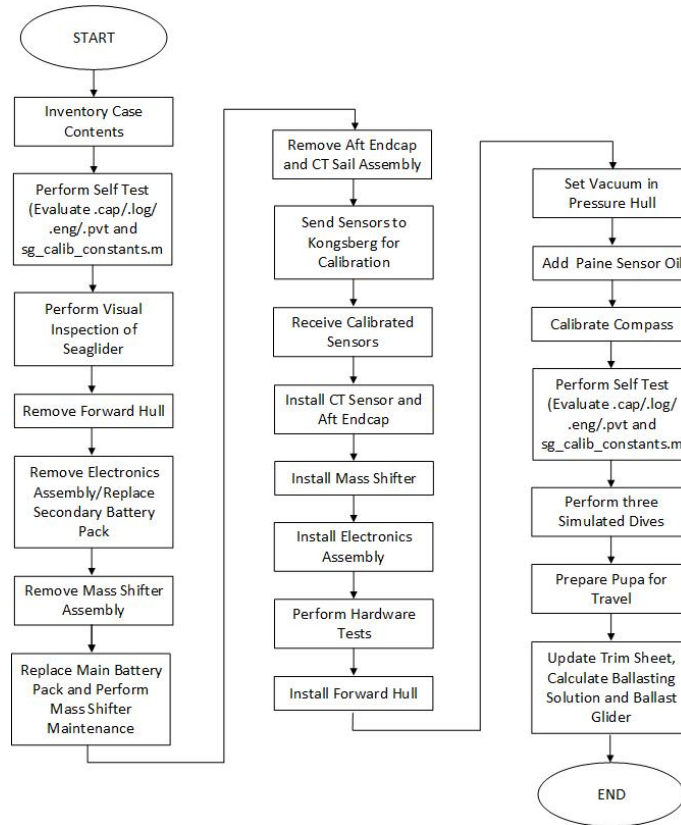 START
Inventory Case
Contents
Perform Self Test
(Evaluate .cap/.log/
.eng/.pvt and
sg_calib_constants.m
Perform Visual
Inspection of
Seaglider
Remove Forward Hull
Remove Electronics
Assembly/Replace
Secondary Battery
Pack
Remove Mass Shifter
Assembly
Replace Main Battery
Pack and Perform
Mass Shifter
Maintenance
Remove Aft Endcap
and CT Sail Assembly
Send Sensors to
Kongsberg for
Calibration
Receive Calibrated
Sensors
Install CT Sensor and
Aft Endcap
Install Mass Shifter
Install Electronics
Assembly
Perform Hardware
Tests
Install Forward Hull
Set Vacuum in
Pressure Hull
Add Paine Sensor Oil
Calibrate Compass
Perform Self Test
(Evaluate .cap/.log/
.eng/.pvt and
sg_calib_constants.m
Perform three
Simulated Dives
Prepare Pupa for
Travel
Update Trim Sheet,
Calculate Ballasting
Solution and Ballast
Glider
END